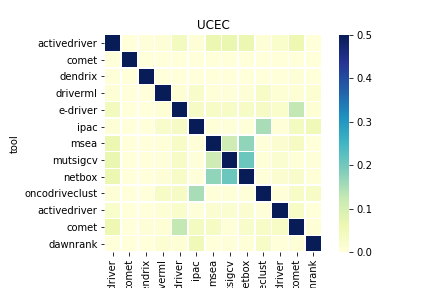 UCEC
tool
activedriver
comet
dendrix
driverml
e-driver
ipac
msea
mutsigcv
netbox
oncodriveclust
activedriver
comet
dawnrank
0.5
0.4
0.3
0.2
0.1
0.0
driver
comet
endrix
verml
driver
ipac
msea
tsigcv
etbox
eclust
driver
comet
nrank